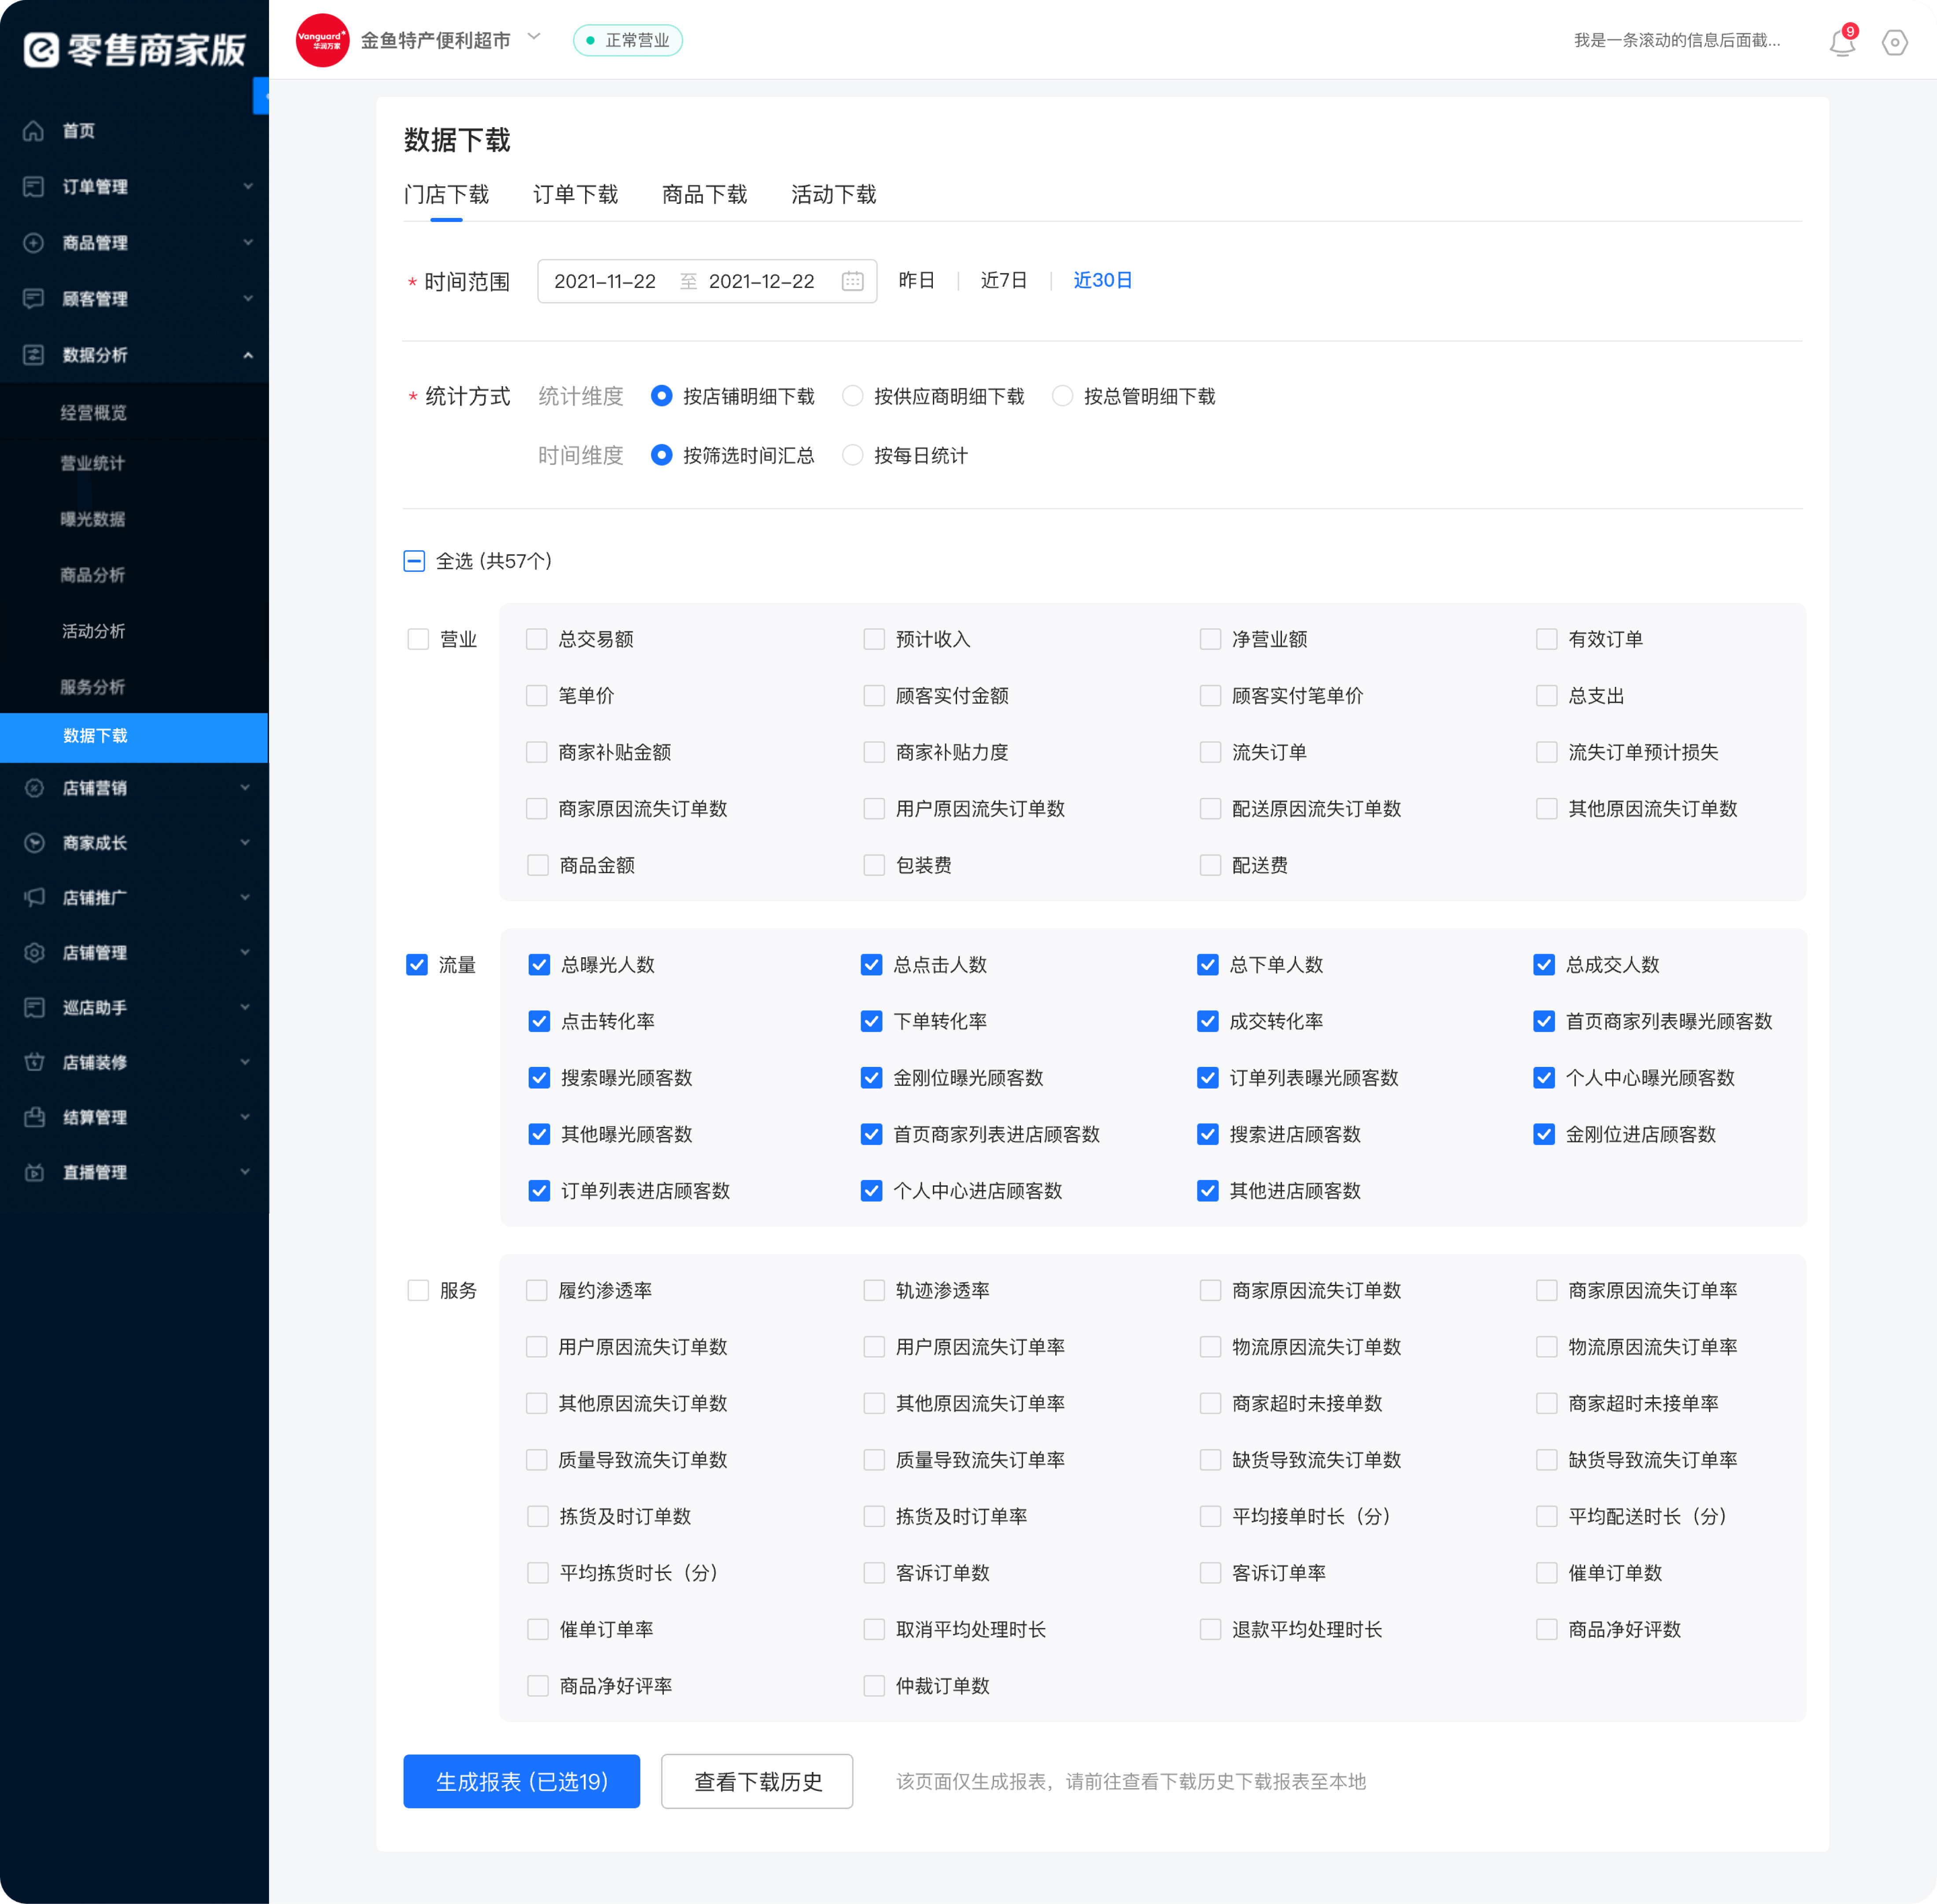 零售商家版
首页
订单管理
商品管理
顾客管理
数据分析
经营概览
营业统计
曝光数据
商品分析
活动分析
服务分析
数据下载
店铺营销
商家成长
店铺推广
店铺管理
巡店助手
店铺装修
结算管理
直播管理
Vanguard
华润万家
金鱼特产便利超市
正常营业
我是一条滚动的信息后面截...
9
数据下载
门店下载 订单下载 商品下载 活动下载
* 时间范围 2021-11-22 至 2021-12-22 昨日 | 近7日 | 近30日
* 统计方式 统计维度 按店铺明细下载 按供应商明细下载 按总管明细下载
时间维度 按筛选时间汇总 按每日统计
全选 (共57个)
营业 总交易额 预计收入 净营业额 有效订单
笔单价 顾客实付金额 顾客实付笔单价 总支出
商家补贴金额 商家补贴力度 流失订单 流失订单预计损失
商家原因流失订单数 用户原因流失订单数 配送原因流失订单数 其他原因流失订单数
商品金额 包装费 配送费
流量 总曝光人数 总点击人数 总下单人数 总成交人数
点击转化率 下单转化率 成交转化率 首页商家列表曝光顾客数
搜索曝光顾客数 金刚位曝光顾客数 订单列表曝光顾客数 个人中心曝光顾客数
其他曝光顾客数 首页商家列表进店顾客数 搜索进店顾客数 金刚位进店顾客数
订单列表进店顾客数 个人中心进店顾客数 其他进店顾客数
服务 履约渗透率 轨迹渗透率 商家原因流失订单数 商家原因流失订单率
用户原因流失订单数 用户原因流失订单率 物流原因流失订单数 物流原因流失订单率
其他原因流失订单数 其他原因流失订单率 商家超时未接单数 商家超时未接单率
质量导致流失订单数 质量导致流失订单率 缺货导致流失订单数 缺货导致流失订单率
拣货及时订单数 拣货及时订单率 平均接单时长（分） 平均配送时长（分）
平均拣货时长（分） 客诉订单数 客诉订单率 催单订单数
催单订单率 取消平均处理时长 退款平均处理时长 商品净好评数
商品净好评率 仲裁订单数
生成报表 (已选19) 查看下载历史 该页面仅生成报表，请前往查看下载历史下载报表至本地